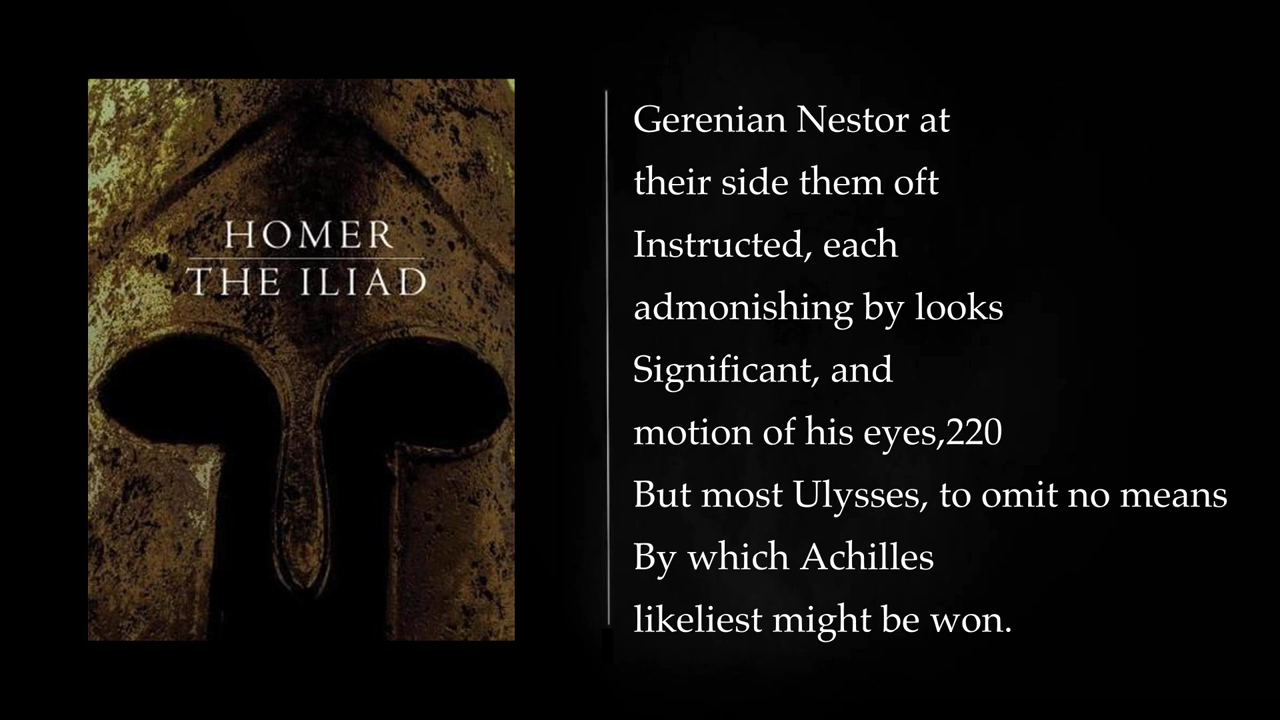 HOMER
THE ILIAD
Gerenian Nestor at
their side them oft
Instructed, each
admonishing by looks
Significant, and
motion of his eyes,220
But most Ulysses, to omit no means
By which Achilles
likeliest might be won.